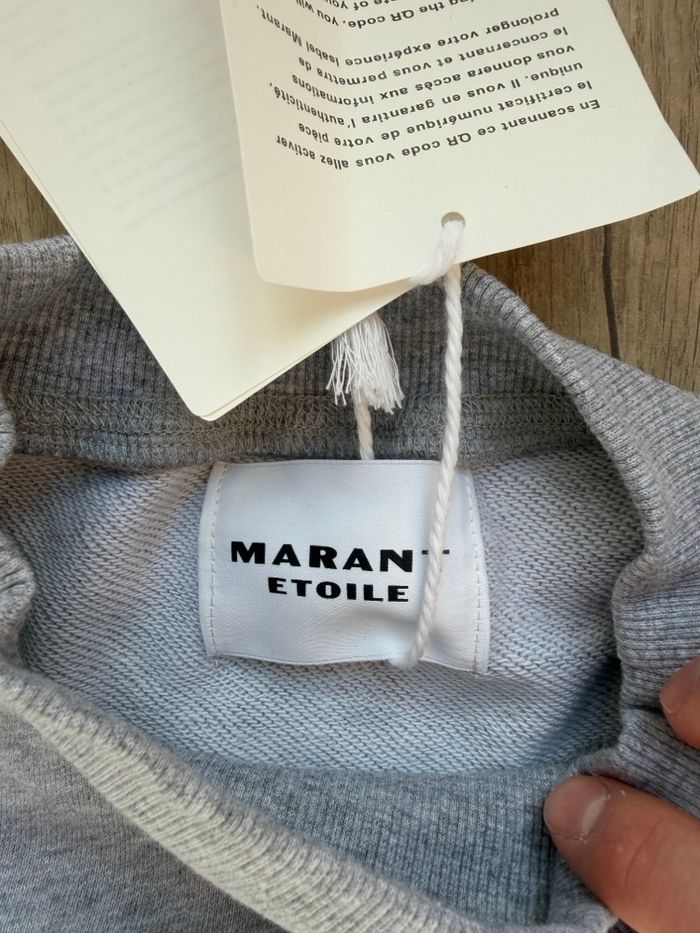 En scannant ce QR code vous allez activer
le certificat numérique de votre pièce
unique. Il vous en garantira l'authenticité,
vous donnera accès aux informations
le concernant et vous permettra de
prolonger votre expérience Isabel Marant.
the QR code, you will
of your
MARANT
ETOILE